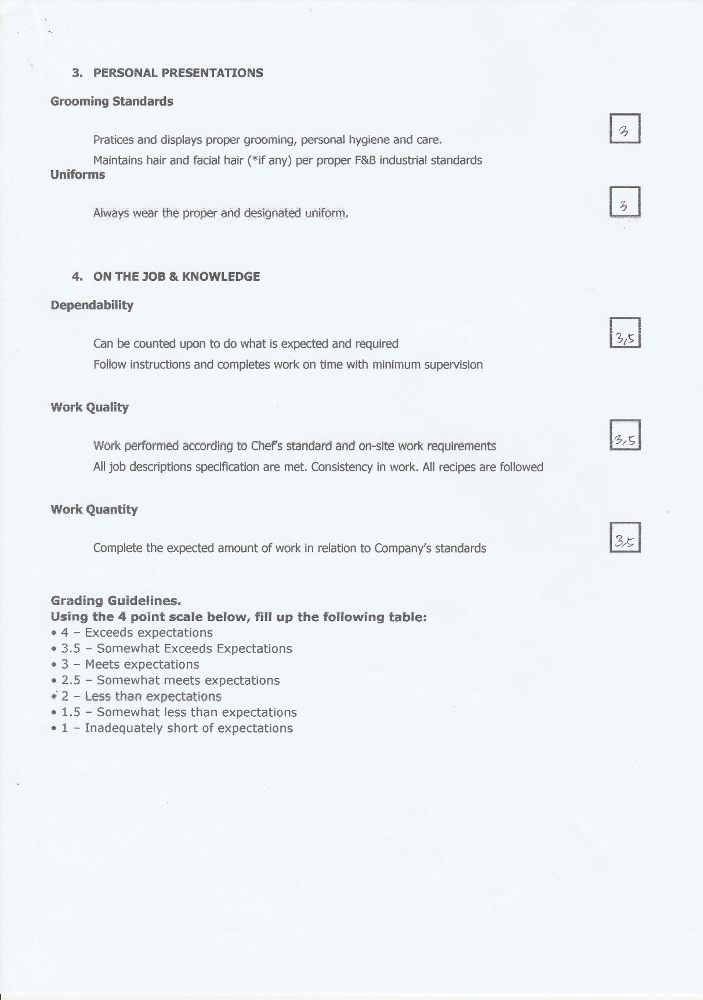 3. PERSONAL PRESENTATIONS
Grooming Standards
3
Pratices and displays proper grooming, personal hygiene and care.
Maintains hair and facial hair (*if any) per proper F&B industrial standards
Uniforms
3
Always wear the proper and designated uniform.
4. ON THE JOB & KNOWLEDGE
Dependability
3,5
Can be counted upon to do what is expected and required
Follow instructions and completes work on time with minimum supervision
Work Quality
3,5
Work performed according to Chef's standard and on-site work requirements
All job descriptions specification are met. Consistency in work. All recipes are followed
Work Quantity
3,5
Complete the expected amount of work in relation to Company's standards
Grading Guidelines.
Using the 4 point scale below, fill up the following table:
• 4 – Exceeds expectations
• 3.5 – Somewhat Exceeds Expectations
• 3 – Meets expectations
• 2.5 – Somewhat meets expectations
• 2 – Less than expectations
• 1.5 – Somewhat less than expectations
• 1 – Inadequately short of expectations